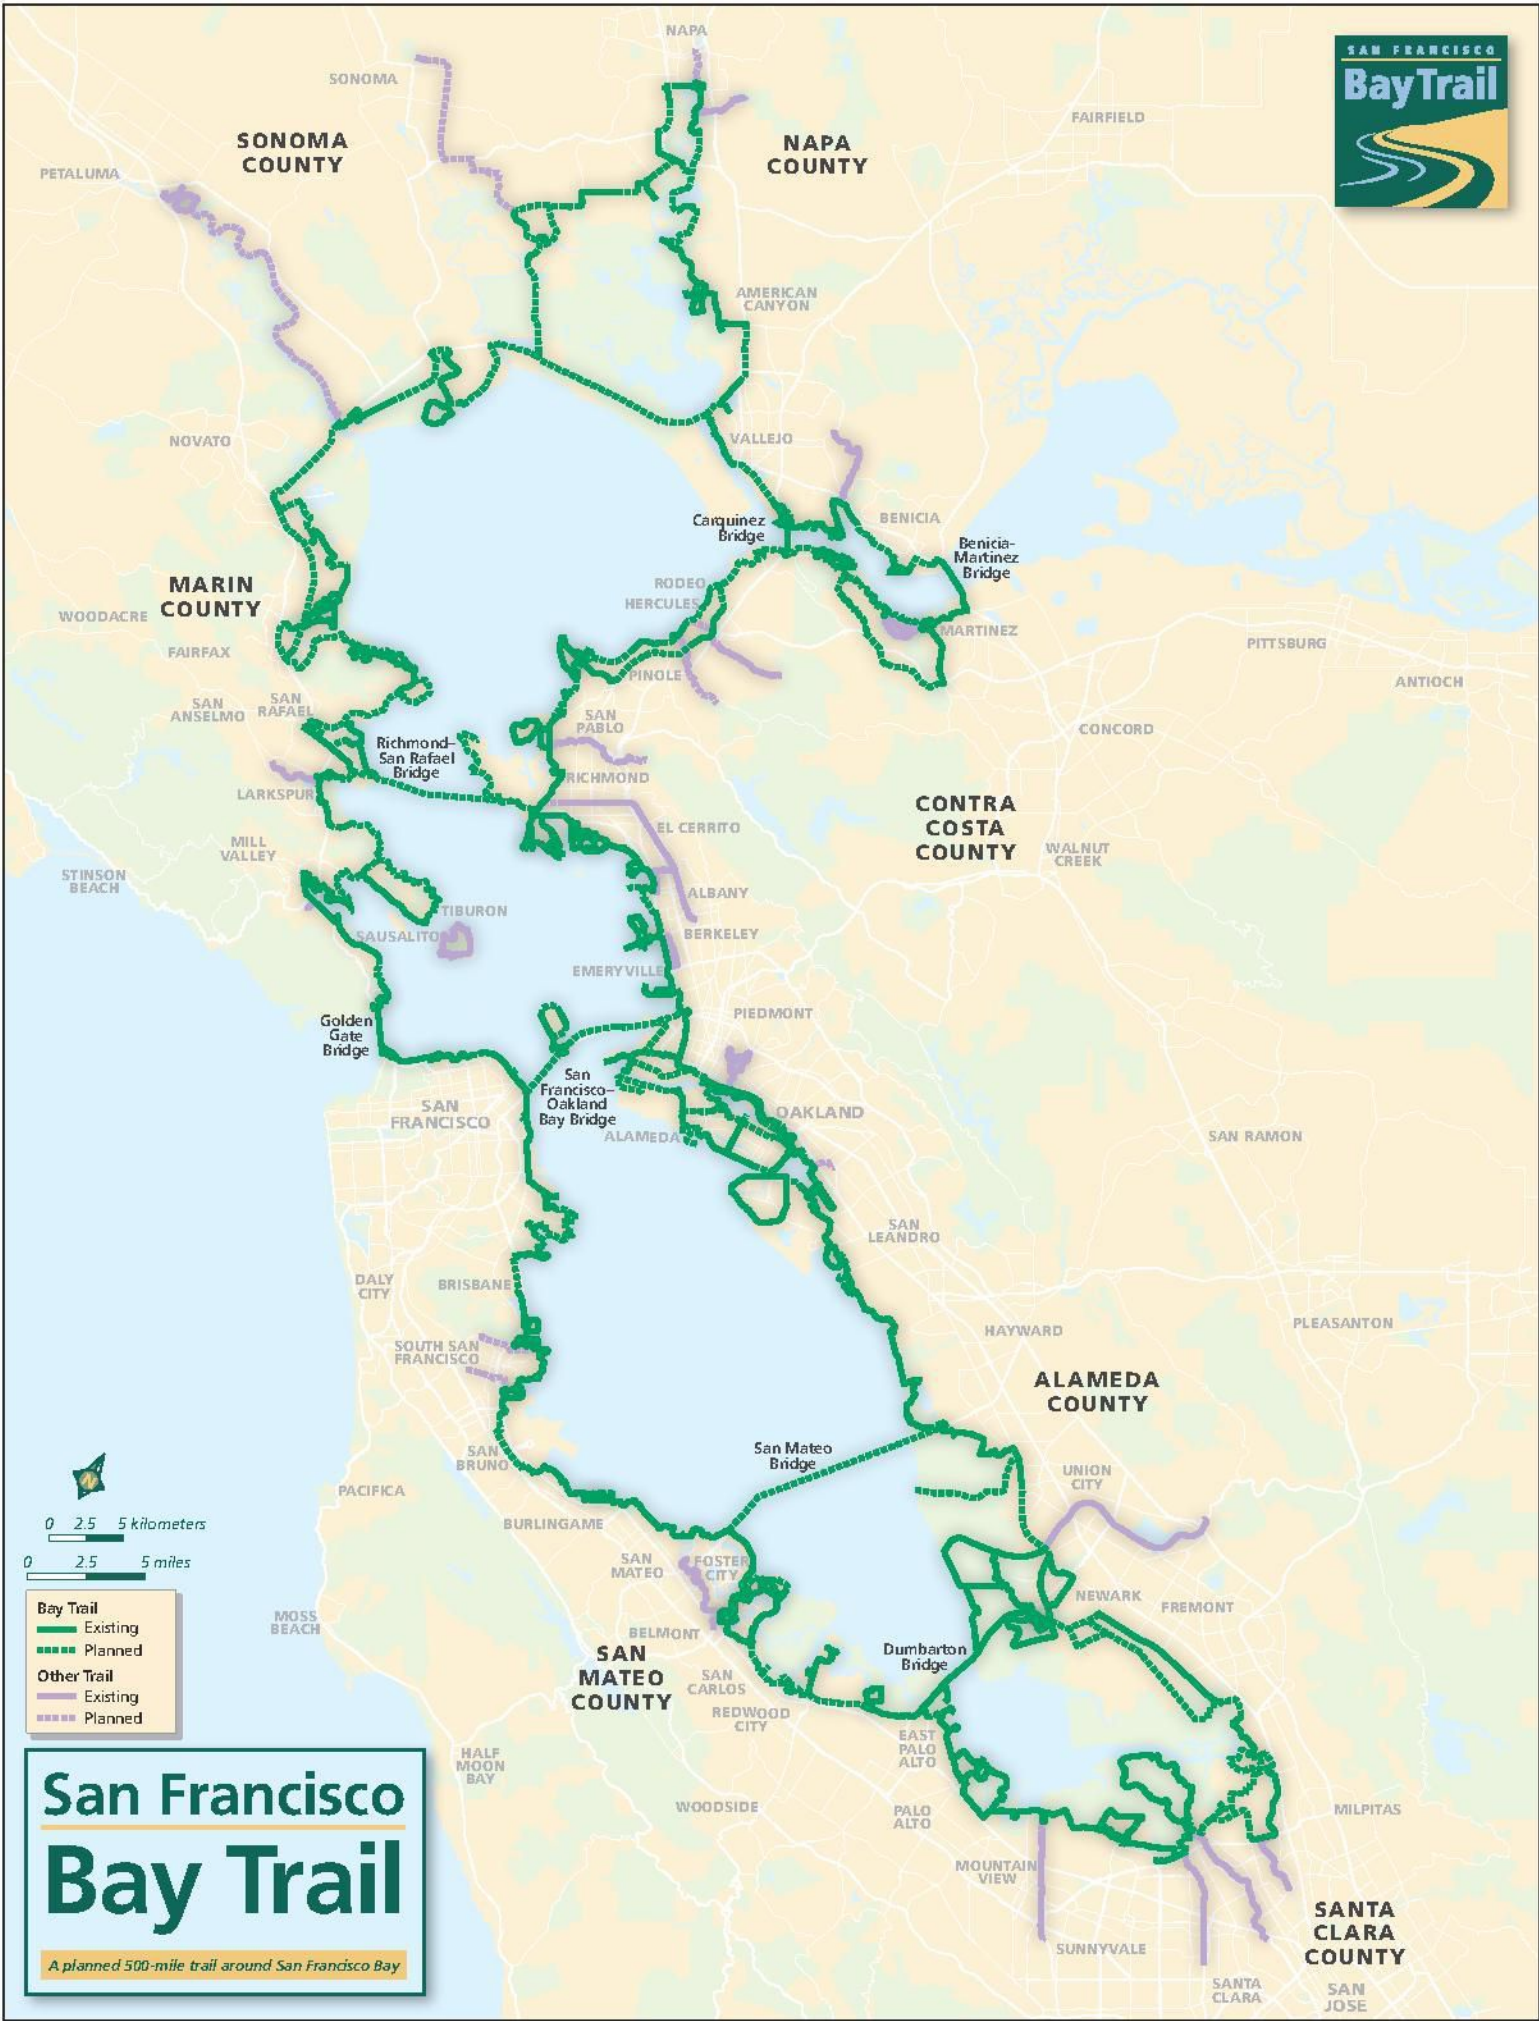 NAPA
SAN FRANCISCO
Bay Trail
SONOMA
FAIRFIELD
SONOMA
COUNTY
NAPA
COUNTY
PETALUMA
AMERICAN
CANYON
NOVATO
VALLEJO
Carquinez
Bridge
BENICIA
Benicia-
Martinez
Bridge
MARIN
COUNTY
RODEO
HERCULES
WOODACRE
MARTINEZ
PITTSBURG
FAIRFAX
PINOLE
ANTIOCH
SAN
ANSELMO
SAN
RAFAEL
SAN
PABLO
CONCORD
Richmond–
San Rafael
Bridge
RICHMOND
LARKSPUR
CONTRA
COSTA
COUNTY
EL CERRITO
MILL
VALLEY
WALNUT
CREEK
STINSON
BEACH
ALBANY
TIBURON
SAUSALITO
BERKELEY
EMERYVILLE
PIEDMONT
Golden
Gate
Bridge
San
Francisco–
Oakland
Bay Bridge
SAN
FRANCISCO
OAKLAND
ALAMEDA
SAN RAMON
SAN
LEANDRO
DALY
CITY
BRISBANE
HAYWARD
PLEASANTON
SOUTH SAN
FRANCISCO
ALAMEDA
COUNTY
SAN
BRUNO
San Mateo
Bridge
UNION
CITY
PACIFICA
N
0 2.5 5 kilometers
0 2.5 5 miles
BURLINGAME
SAN
MATEO
FOSTER
CITY
NEWARK
FREMONT
Bay Trail
Existing
Planned
Other Trail
Existing
Planned
MOSS
BEACH
BELMONT
Dumbarton
Bridge
SAN
MATEO
COUNTY
SAN
CARLOS
REDWOOD
CITY
EAST
PALO
ALTO
HALF
MOON
BAY
WOODSIDE
PALO
ALTO
MILPITAS
MOUNTAIN
VIEW
SANTA
CLARA
COUNTY
SUNNYVALE
SANTA
CLARA
SAN
JOSE
San Francisco
Bay Trail
A planned 500-mile trail around San Francisco Bay